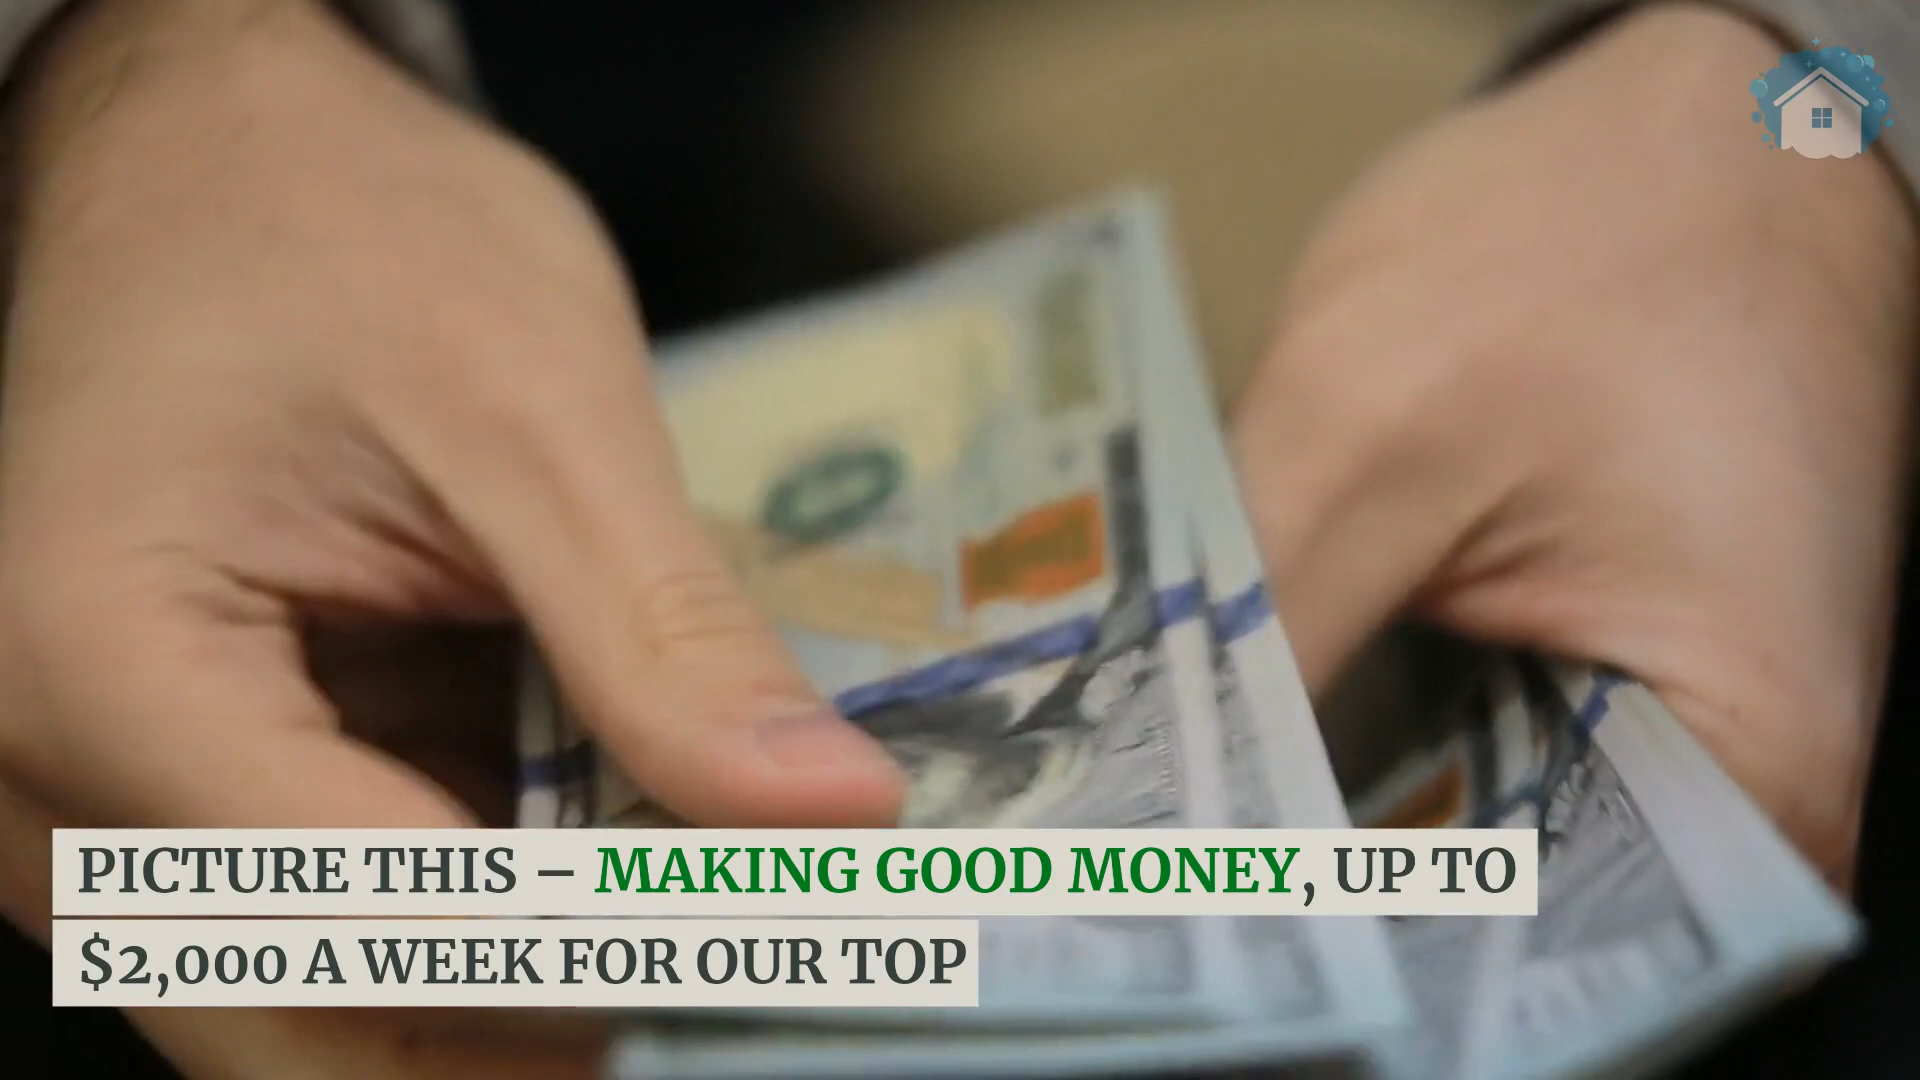 PICTURE THIS – MAKING GOOD MONEY, UP TO
$2,000 A WEEK FOR OUR TOP